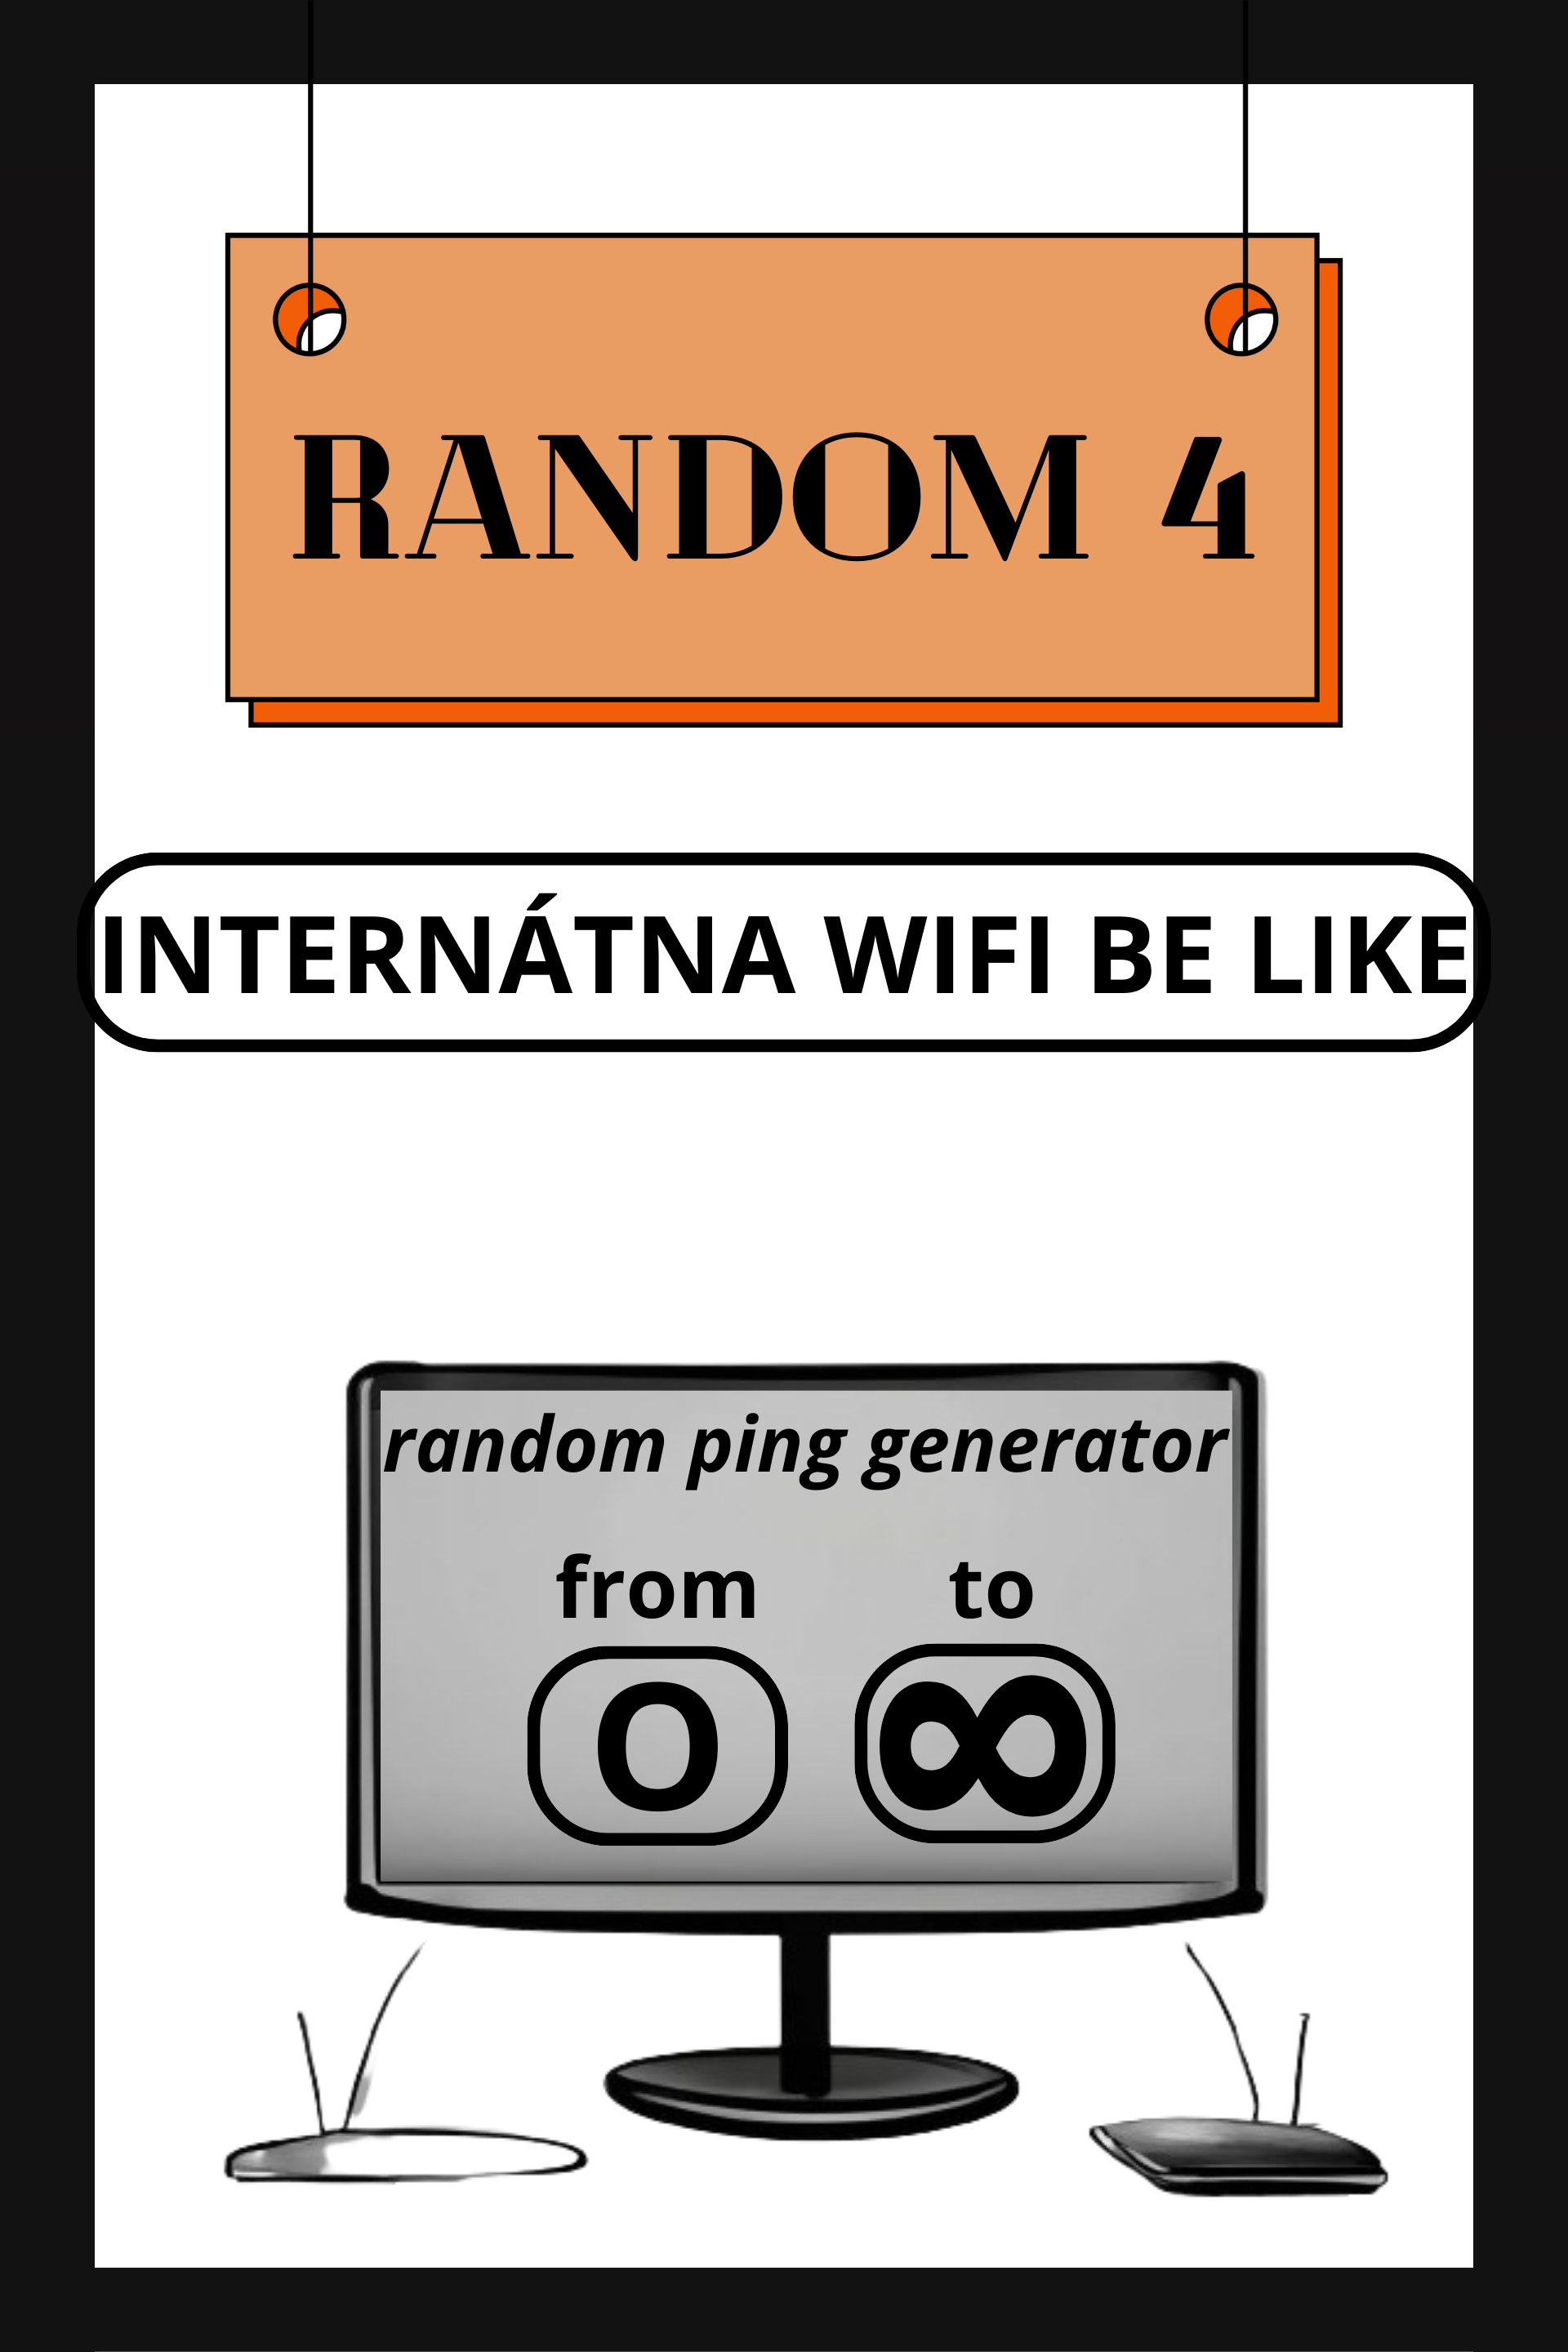 RANDOM 4
INTERNÁTNA WIFI BE LIKE
random ping generator
from to
0 ∞